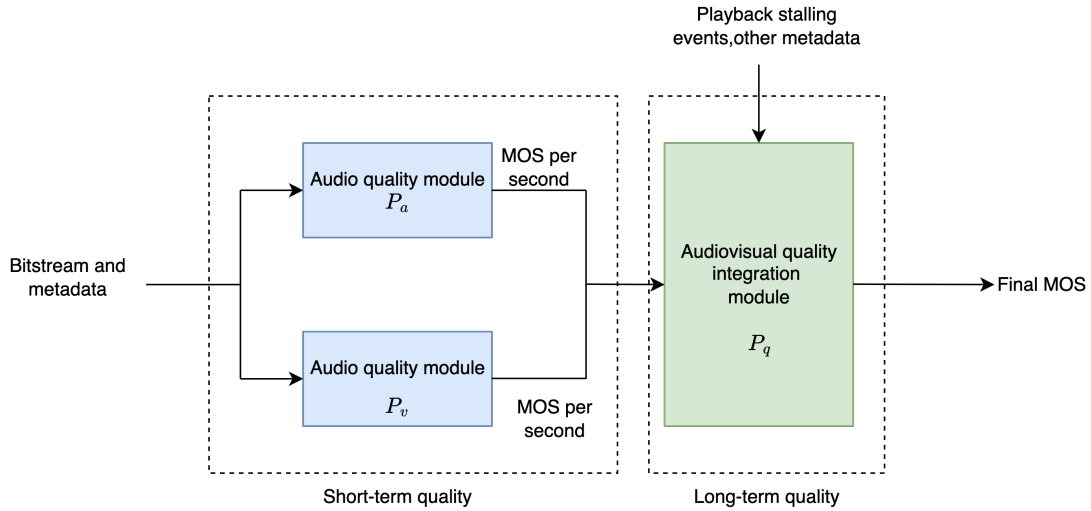 Playback stalling
events,other metadata
MOS per
second
Audio quality module
P_a
Bitstream and
metadata
Audiovisual quality
integration
module
P_q
Final MOS
Audio quality module
P_v
MOS per
second
Short-term quality
Long-term quality